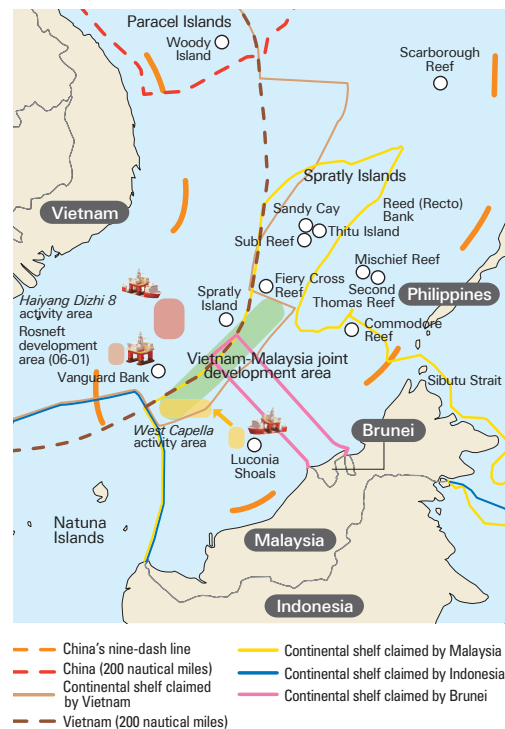 Paracel Islands
Woody
Island
Scarborough
Reef
Spratly Islands
Vietnam
Sandy Cay
Reed (Recto)
Bank
Thitu Island
Subi Reef
Mischief Reef
Haiyang Dizhi 8
activity area
Fiery Cross
Reef
Second
Thomas Reef
Philippines
Spratly
Island
Rosneft
development
area (06-01)
Commodore
Reef
Vietnam-Malaysia joint
development area
Vanguard Bank
Sibutu Strait
West Capella
activity area
Brunei
Luconia
Shoals
Natuna
Islands
Malaysia
Indonesia
China's nine-dash line
China (200 nautical miles)
Continental shelf claimed
by Vietnam
Vietnam (200 nautical miles)
Continental shelf claimed by Malaysia
Continental shelf claimed by Indonesia
Continental shelf claimed by Brunei